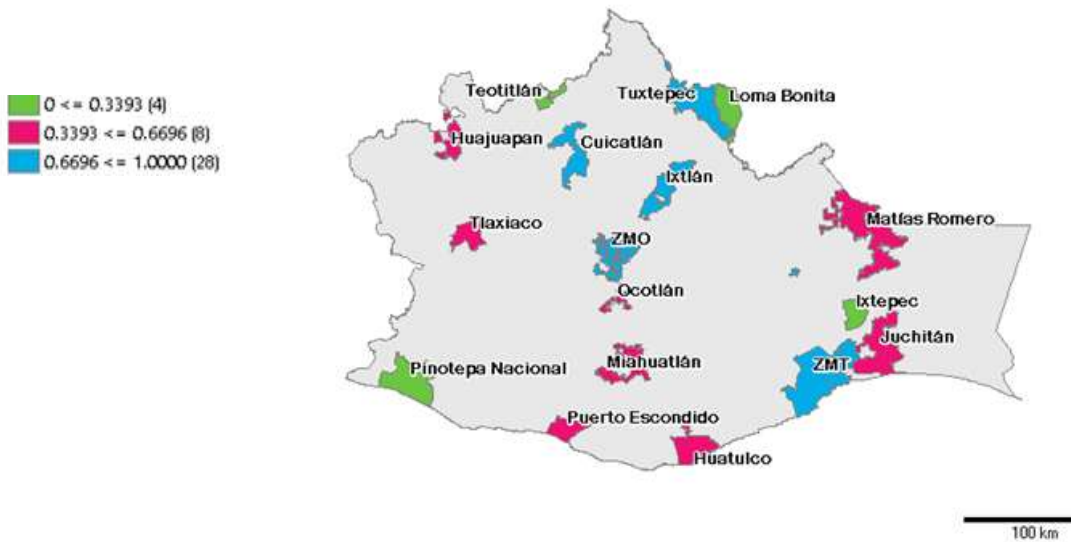 0 <= 0.3393 (4)
0.3393 <= 0.6696 (8)
0.6696 <= 1.0000 (28)
Teotitlán
Tuxtepec
Loma Bonita
Huajuapan
Cuicatlán
Ixtlán
Tlaxiaco
Matías Romero
ZMO
Ocotlán
Ixtepec
Juchitán
Pinotepa Nacional
Miahuatlán
ZMT
Puerto Escondido
Huatulco
100 km